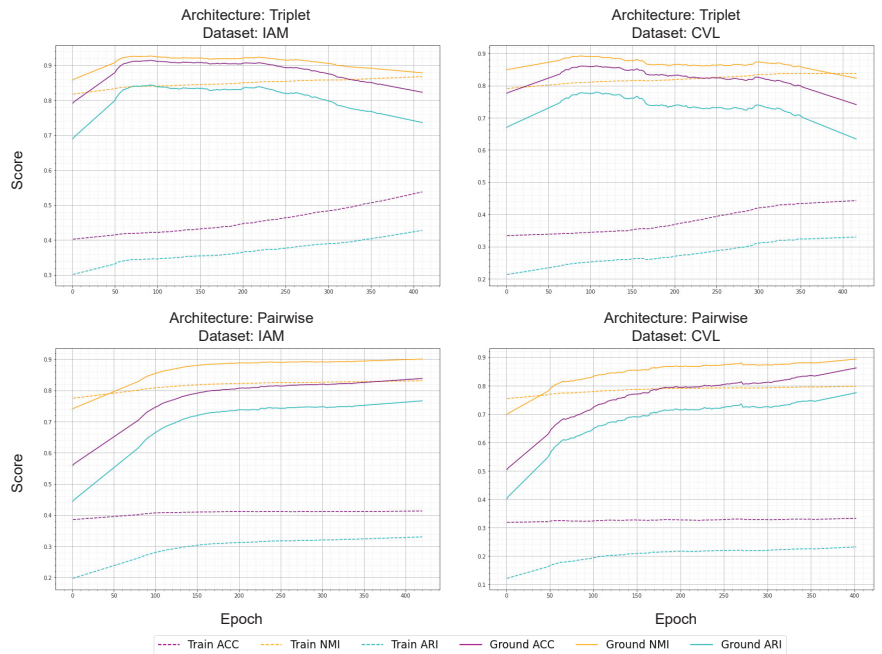 Architecture: Triplet
Dataset: IAM
Architecture: Triplet
Dataset: CVL
Score
0.9
0.8
0.7
0.6
0.5
0.4
0.3
0 50 100 150 200 250 300 350 400
0.9
0.8
0.7
0.6
0.5
0.4
0.3
0.2
0 50 100 150 200 250 300 350 400
Architecture: Pairwise
Dataset: IAM
Architecture: Pairwise
Dataset: CVL
Score
0.9
0.8
0.7
0.6
0.5
0.4
0.3
0.2
0 50 100 150 200 250 300 350 400
0.9
0.8
0.7
0.6
0.5
0.4
0.3
0.2
0.1
0 50 100 150 200 250 300 350 400
Epoch
Epoch
Train ACC Train NMI Train ARI Ground ACC Ground NMI Ground ARI